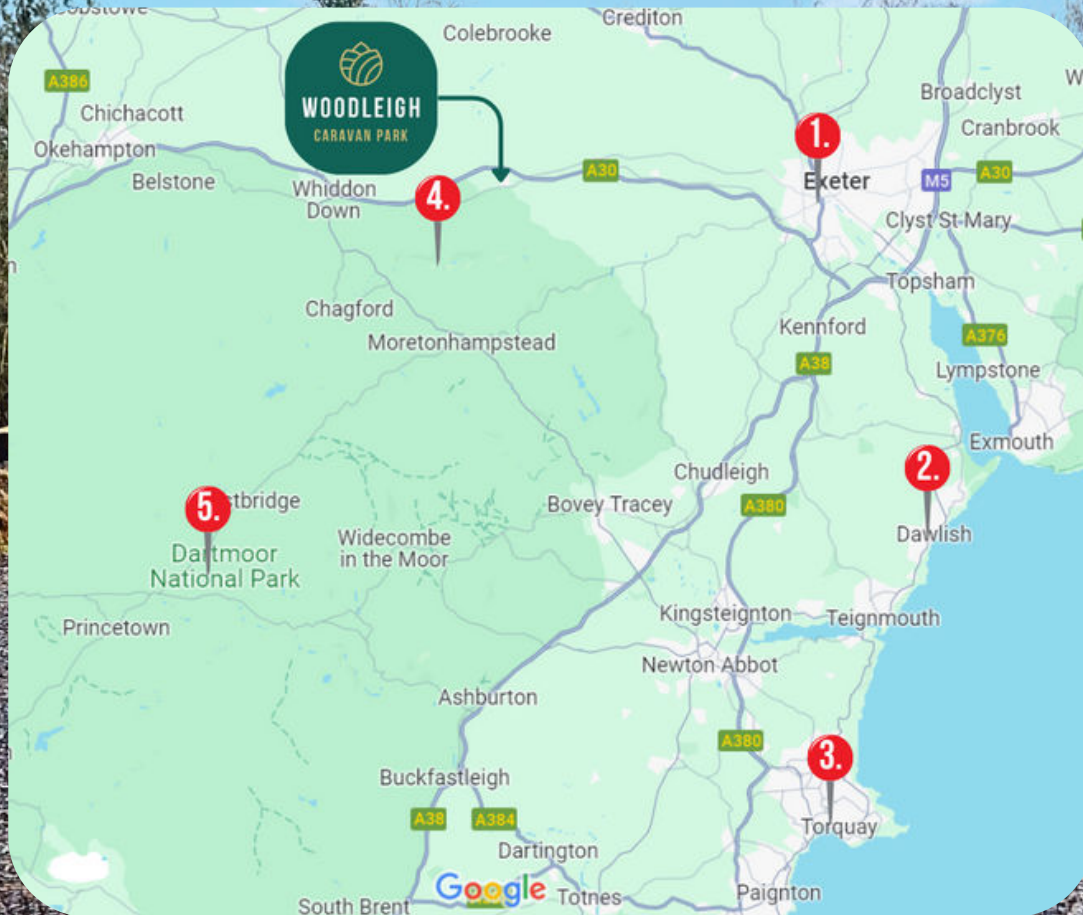 Colebrooke
Crediton
A386
WOODLEIGH
CARAVAN PARK
Chichacott
Okehampton
Belstone
Whiddon
Down
4.
A30
1.
Exeter
Broadclyst
Cranbrook
M5
A30
Clyst St Mary
Topsham
Chagford
Moretonhampstead
Kennford
A38
A376
Lympstone
Exmouth
2.
Dawlish
Chudleigh
Bovey Tracey
A380
5.
tbridge
Dartmoor
National Park
Widecombe
in the Moor
Princetown
Kingsteignton
Teignmouth
Newton Abbot
Ashburton
A380
3.
Torquay
Buckfastleigh
A38
A384
Dartington
Google
Totnes
South Brent
Paignton